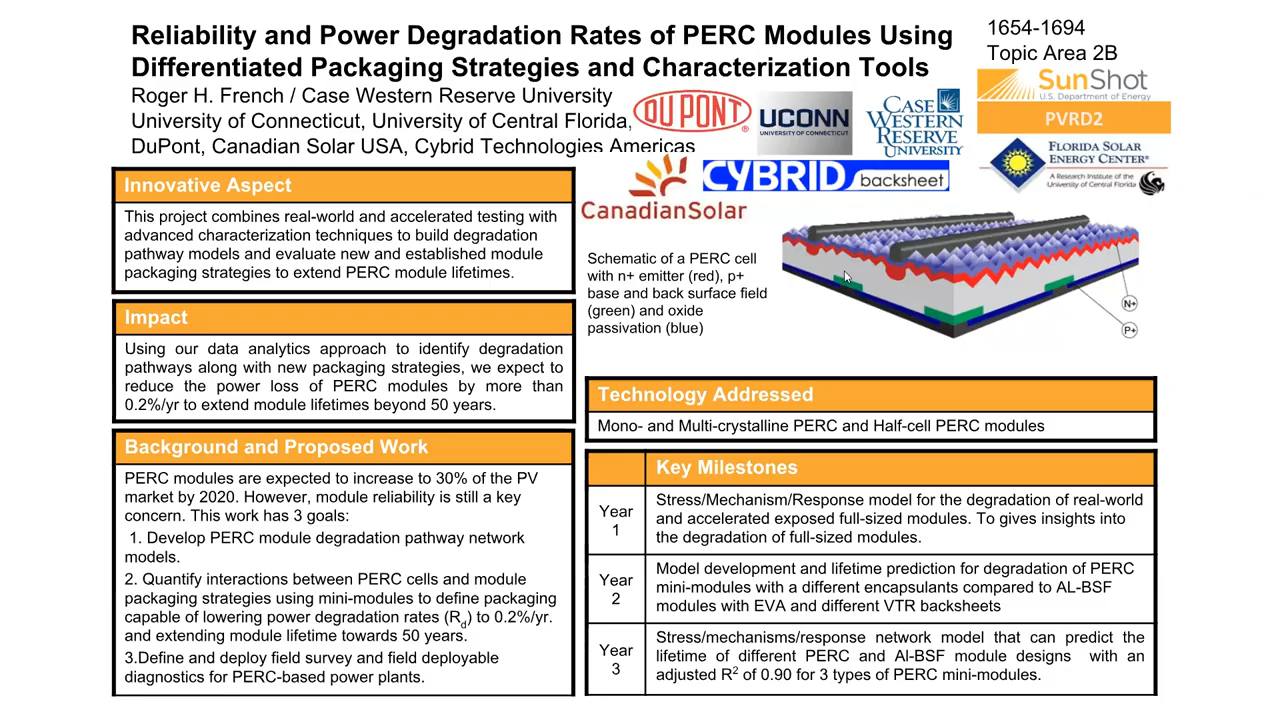 Reliability and Power Degradation Rates of PERC Modules Using
Differentiated Packaging Strategies and Characterization Tools
Roger H. French / Case Western Reserve University
University of Connecticut, University of Central Florida,
DuPont, Canadian Solar USA, Cybrid Technologies Americas
1654-1694
Topic Area 2B
SunShot
U.S. Department of Energy
PVRD2
DUPONT®
UCONN
UNIVERSITY OF CONNECTICUT
CASE
WESTERN
RESERVE
UNIVERSITY
FLORIDA SOLAR
ENERGY CENTER®
A Research Institute of the
University of Central Florida
CanadianSolar
CYBRID backsheet
Innovative Aspect
This project combines real-world and accelerated testing with
advanced characterization techniques to build degradation
pathway models and evaluate new and established module
packaging strategies to extend PERC module lifetimes.
Impact
Using our data analytics approach to identify degradation
pathways along with new packaging strategies, we expect to
reduce the power loss of PERC modules by more than
0.2%/yr to extend module lifetimes beyond 50 years.
Background and Proposed Work
PERC modules are expected to increase to 30% of the PV
market by 2020. However, module reliability is still a key
concern. This work has 3 goals:
1. Develop PERC module degradation pathway network
models.
2. Quantify interactions between PERC cells and module
packaging strategies using mini-modules to define packaging
capable of lowering power degradation rates (Rd) to 0.2%/yr.
and extending module lifetime towards 50 years.
3.Define and deploy field survey and field deployable
diagnostics for PERC-based power plants.
Schematic of a PERC cell
with n+ emitter (red), p+
base and back surface field
(green) and oxide
passivation (blue)
N+
P+
Technology Addressed
Mono- and Multi-crystalline PERC and Half-cell PERC modules
Key Milestones
Year
1
Stress/Mechanism/Response model for the degradation of real-world
and accelerated exposed full-sized modules. To gives insights into
the degradation of full-sized modules.
Year
2
Model development and lifetime prediction for degradation of PERC
mini-modules with a different encapsulants compared to AL-BSF
modules with EVA and different VTR backsheets
Year
3
Stress/mechanisms/response network model that can predict the
lifetime of different PERC and Al-BSF module designs with an
adjusted R2 of 0.90 for 3 types of PERC mini-modules.